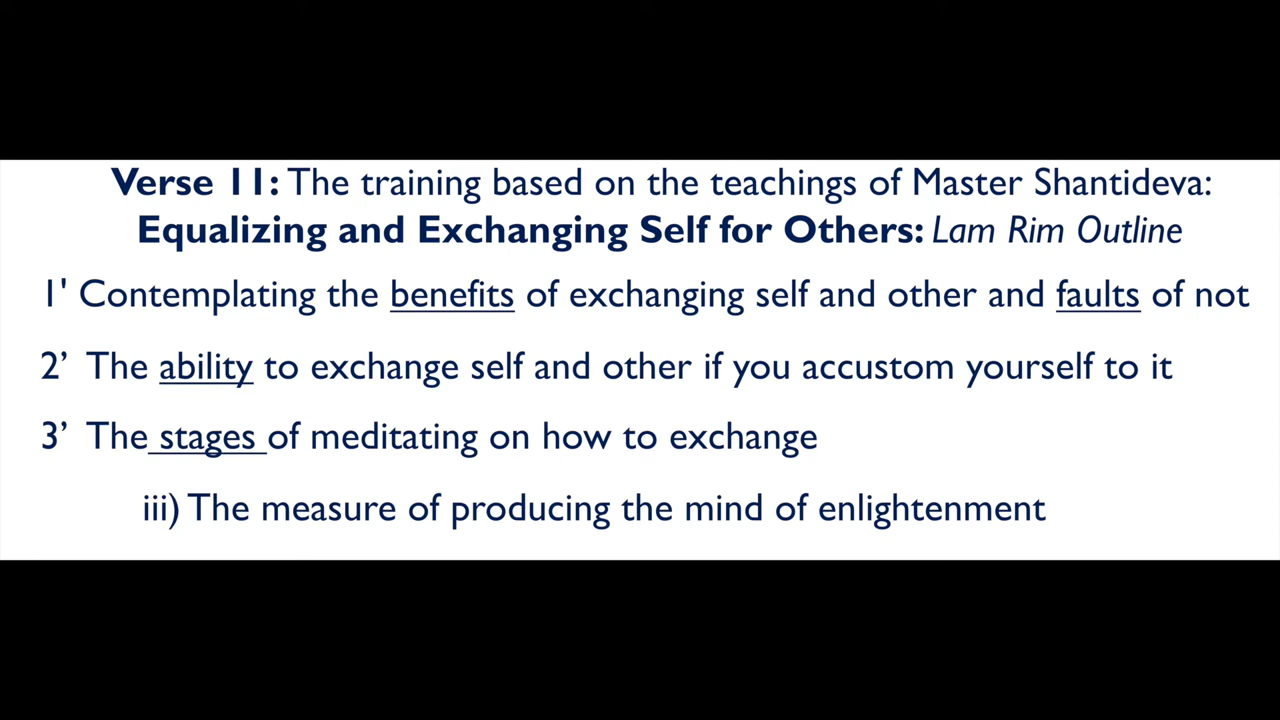 Verse 11: The training based on the teachings of Master Shantideva:
Equalizing and Exchanging Self for Others: Lam Rim Outline
1' Contemplating the benefits of exchanging self and other and faults of not
2’ The ability to exchange self and other if you accustom yourself to it
3’ The stages of meditating on how to exchange
iii) The measure of producing the mind of enlightenment